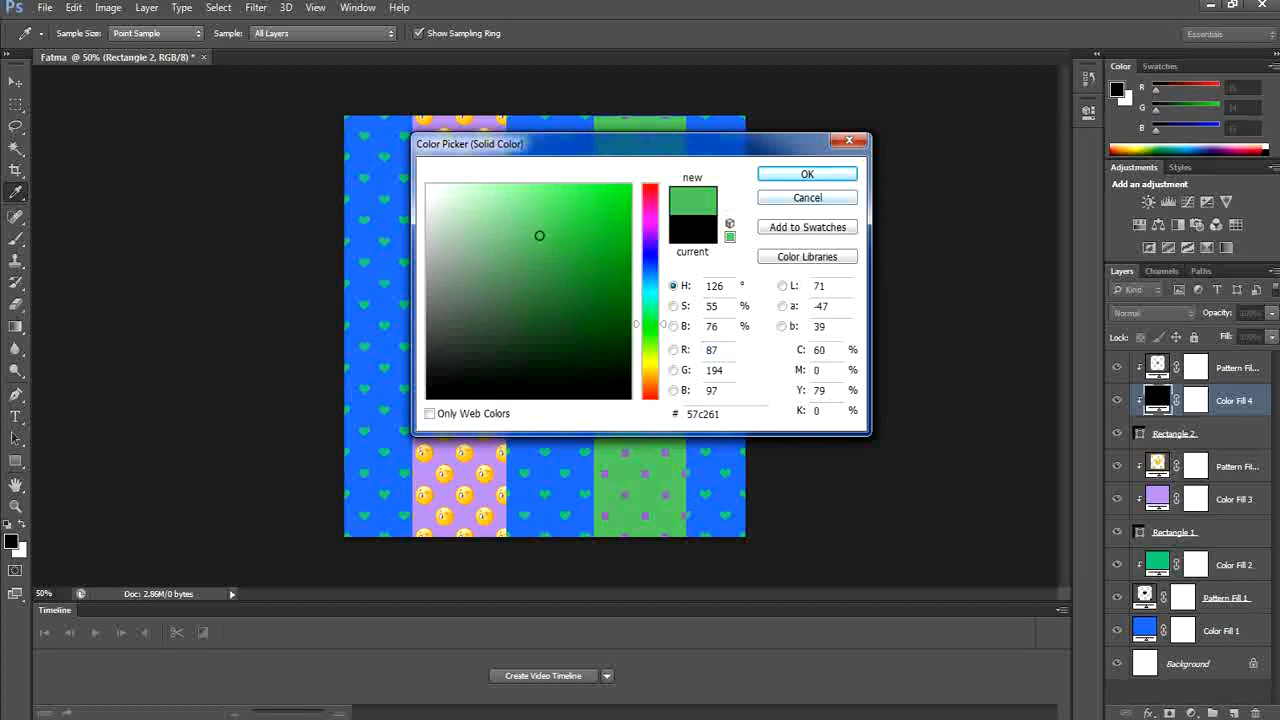 Ps File Edit Image Layer Type Select Filter 3D View Window Help
Sample Size: Point Sample Sample: All Layers Show Sampling Ring Essentials
Fatma @ 50% (Rectangle 2, RGB/8) * ×
Color Swatches
R
G
B
Adjustments Styles
Add an adjustment
Color Picker (Solid Color)
new
current
OK
Cancel
Add to Swatches
Color Libraries
H: 126 ° L: 71
S: 55 % a: -47
B: 76 % b: 39
R: 87 C: 60 %
G: 194 M: 0 %
B: 97 Y: 79 %
K: 0 %
Only Web Colors # 57c261
Layers Channels Paths
Kind
Normal Opacity:
Lock: Fill:
Pattern Fil...
Color Fill 4
Rectangle 2
Pattern Fil...
Color Fill 3
Rectangle 1
Color Fill 2
Pattern Fill 1
Color Fill 1
Background
50% Doc: 2.86M/0 bytes
Timeline
Create Video Timeline
fx